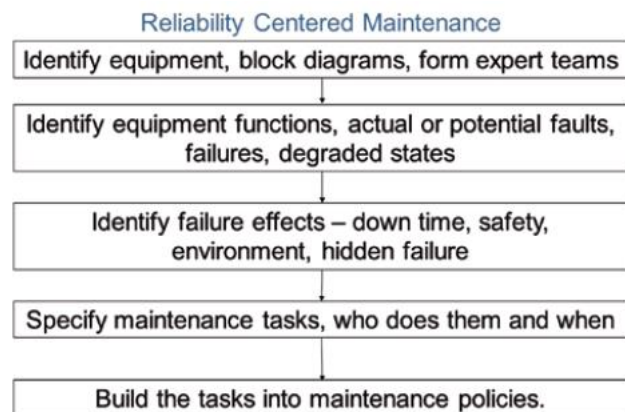 Reliability Centered Maintenance
Identify equipment, block diagrams, form expert teams
Identify equipment functions, actual or potential faults,
failures, degraded states
Identify failure effects – down time, safety,
environment, hidden failure
Specify maintenance tasks, who does them and when
Build the tasks into maintenance policies.